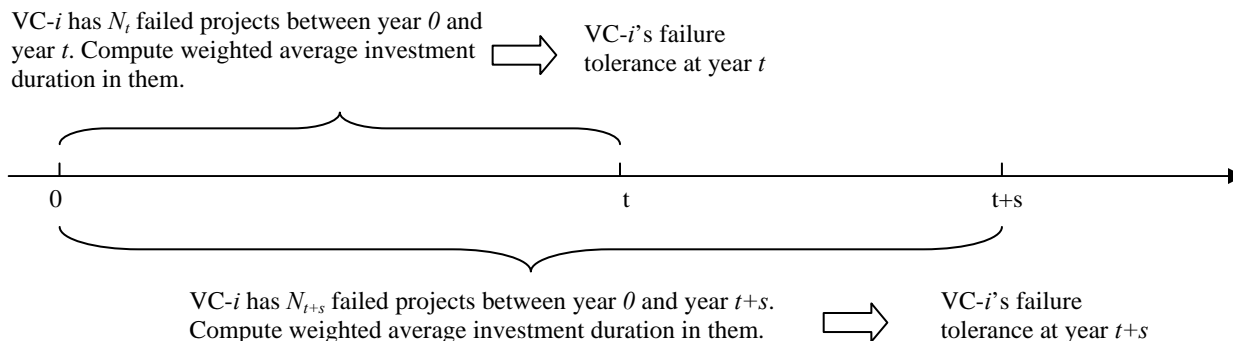 VC-i has Nt failed projects between year 0 and
year t. Compute weighted average investment
duration in them.
VC-i’s failure
tolerance at year t
0
t
t+s
VC-i has Nt+s failed projects between year 0 and year t+s.
Compute weighted average investment duration in them.
VC-i’s failure
tolerance at year t+s